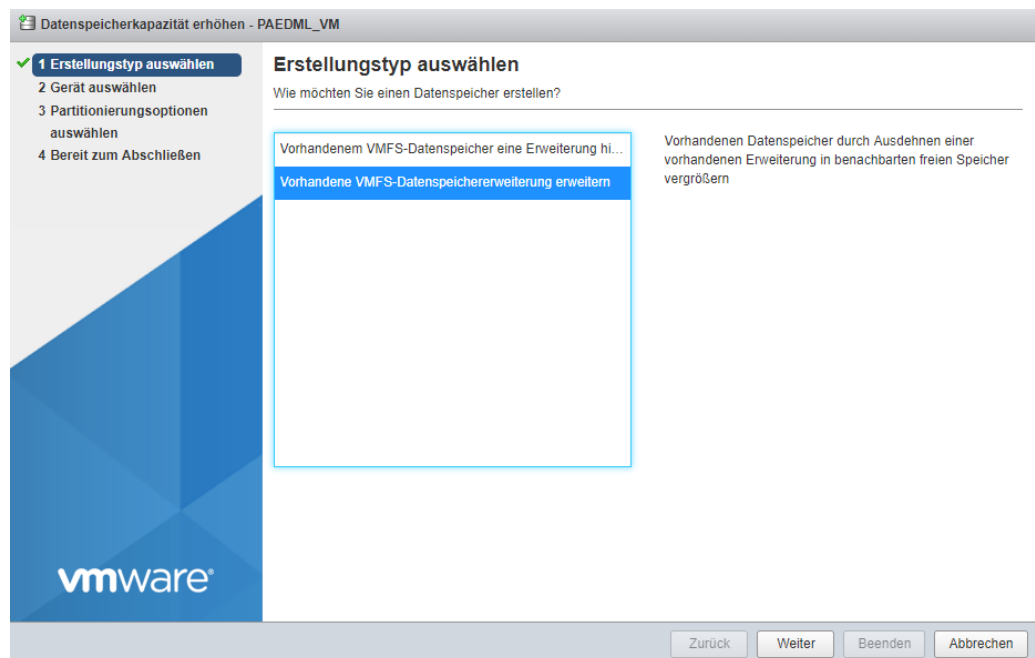 Datenspeicherkapazität erhöhen - PAEDML_VM
1 Erstellungstyp auswählen
2 Gerät auswählen
3 Partitionierungsoptionen
auswählen
4 Bereit zum Abschließen
Erstellungstyp auswählen
Wie möchten Sie einen Datenspeicher erstellen?
Vorhandenem VMFS-Datenspeicher eine Erweiterung hi...
Vorhandene VMFS-Datenspeichererweiterung erweitern
Vorhandenen Datenspeicher durch Ausdehnen einer
vorhandenen Erweiterung in benachbarten freien Speicher
vergrößern
vmware®
Zurück
Weiter
Beenden
Abbrechen